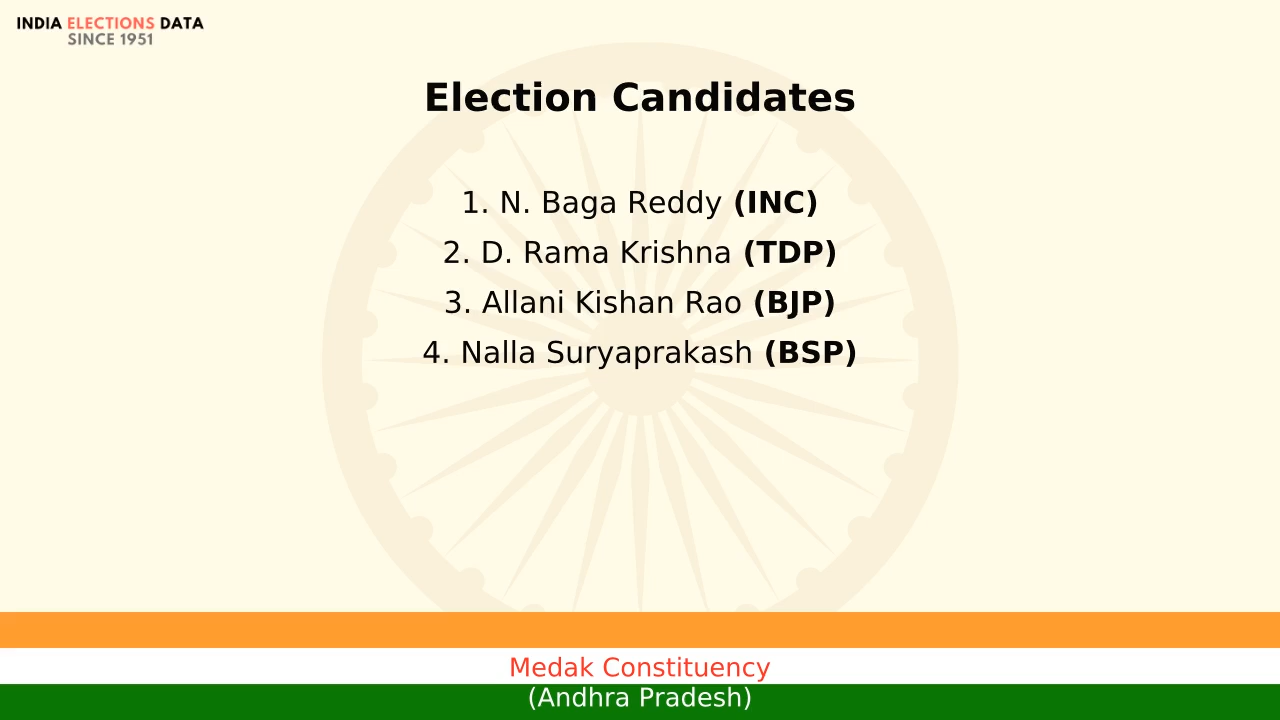 INDIA ELECTIONS DATA
SINCE 1951
Election Candidates
1. N. Baga Reddy (INC)
2. D. Rama Krishna (TDP)
3. Allani Kishan Rao (BJP)
4. Nalla Suryaprakash (BSP)
Medak Constituency
(Andhra Pradesh)